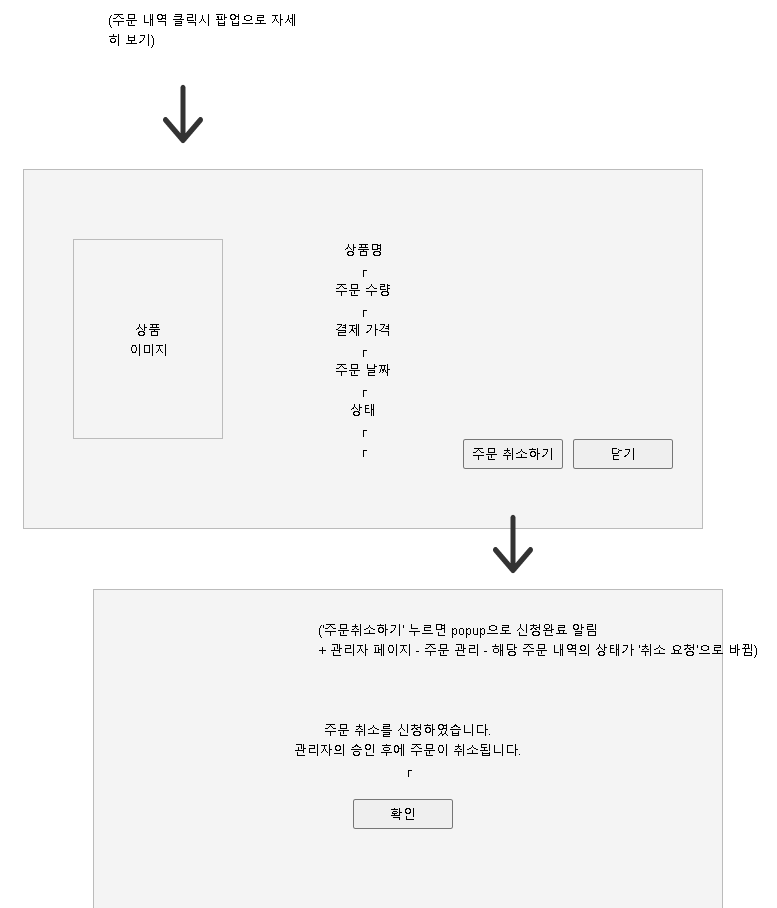 (주문 내역 클릭시 팝업으로 자세
히 보기)
상품
이미지
상품명
┌
주문 수량
┌
결제 가격
┌
주문 날짜
┌
상태
┌
┌
주문 취소하기
닫기
('주문취소하기' 누르면 popup으로 신청완료 알림
+ 관리자 페이지 - 주문 관리 - 해당 주문 내역의 상태가 '취소 요청'으로 바뀜)
주문 취소를 신청하였습니다.
관리자의 승인 후에 주문이 취소됩니다.
┌
확인